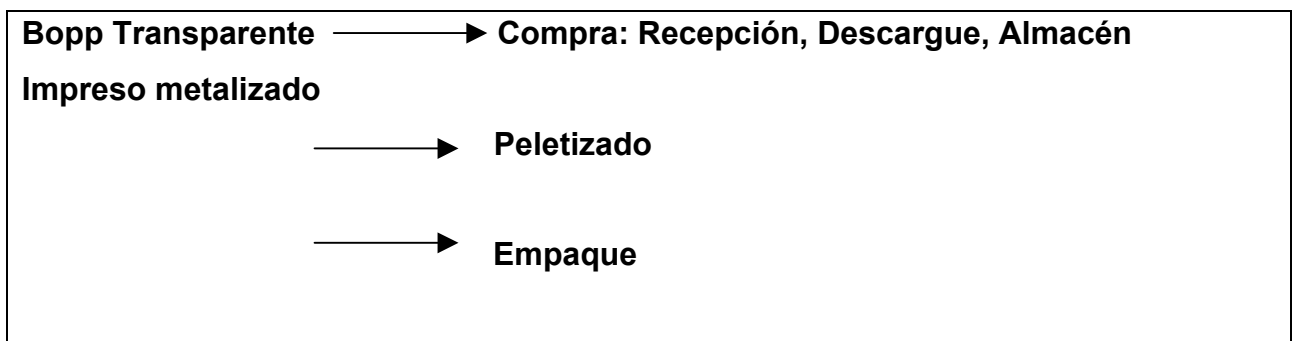 Bopp Transparente Compra: Recepción, Descargue, Almacén
Impreso metalizado
Peletizado
Empaque